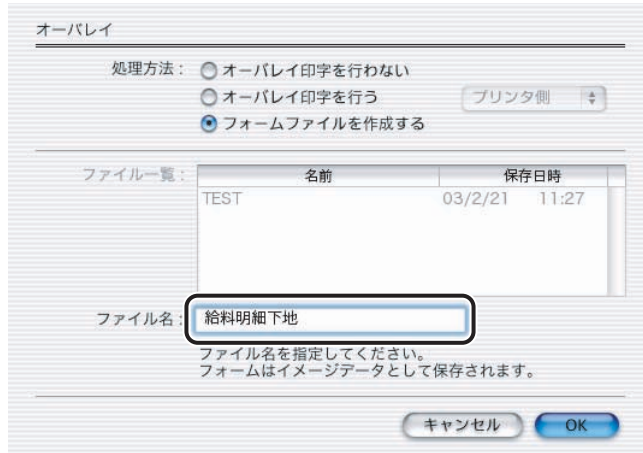 オーバレイ
処理方法： オーバレイ印字を行わない
オーバレイ印字を行う プリンタ側
フォームファイルを作成する
ファイル一覧： 名前 保存日時
TEST 03/2/21 11:27
ファイル名： 給料明細下地
ファイル名を指定してください。
フォームはイメージデータとして保存されます。
キャンセル OK